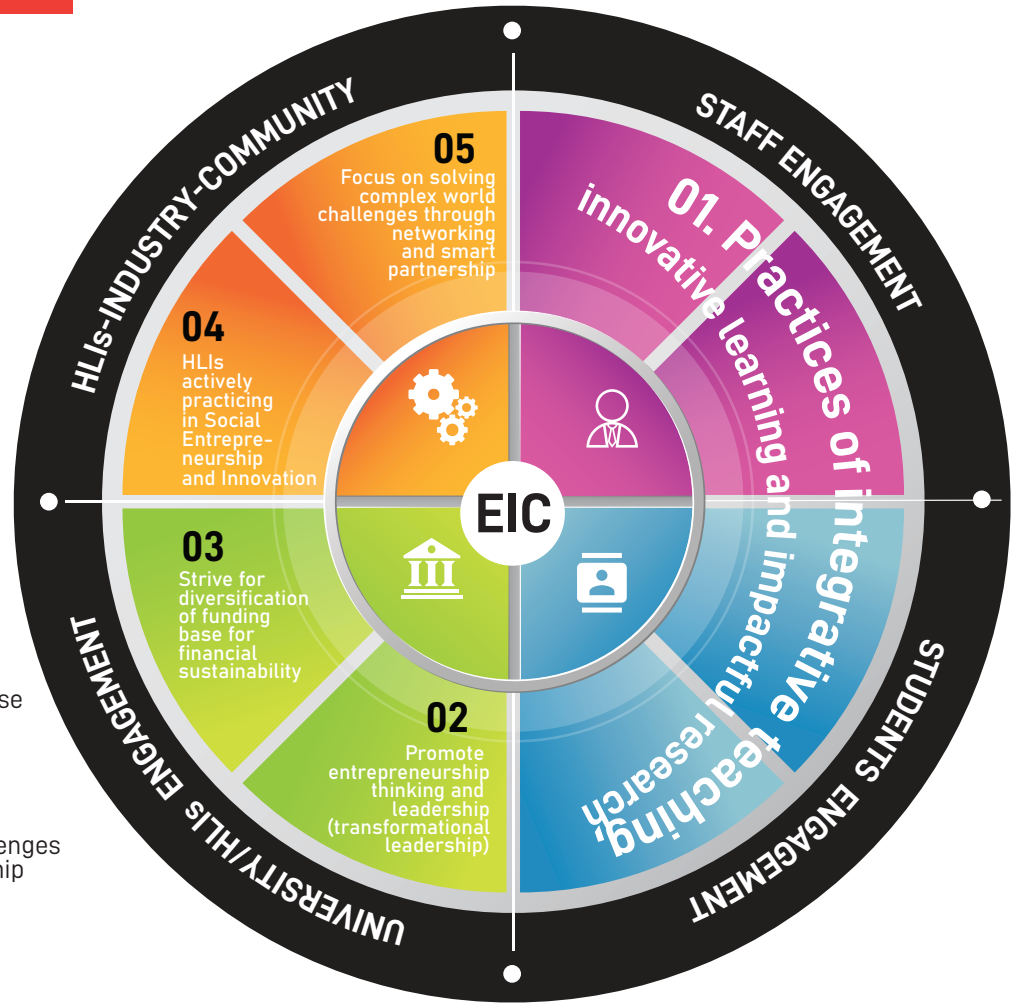 HLIs-INDUSTRY-COMMUNITY
STAFF ENGAGEMENT
STUDENTS ENGAGEMENT
UNIVERSITY/HLIs ENGAGEMENT
01. Practices of integrative teaching,
innovative learning and impactful research
02
Promote
entrepreneurship
thinking and
leadership
(transformational
leadership)
03
Strive for
diversification
of funding
base for
financial
sustainability
04
HLIs
actively
practicing
in Social
Entrepre-
neurship
and Innovation
05
Focus on solving
complex world
challenges through
networking
and smart
partnership
EIC